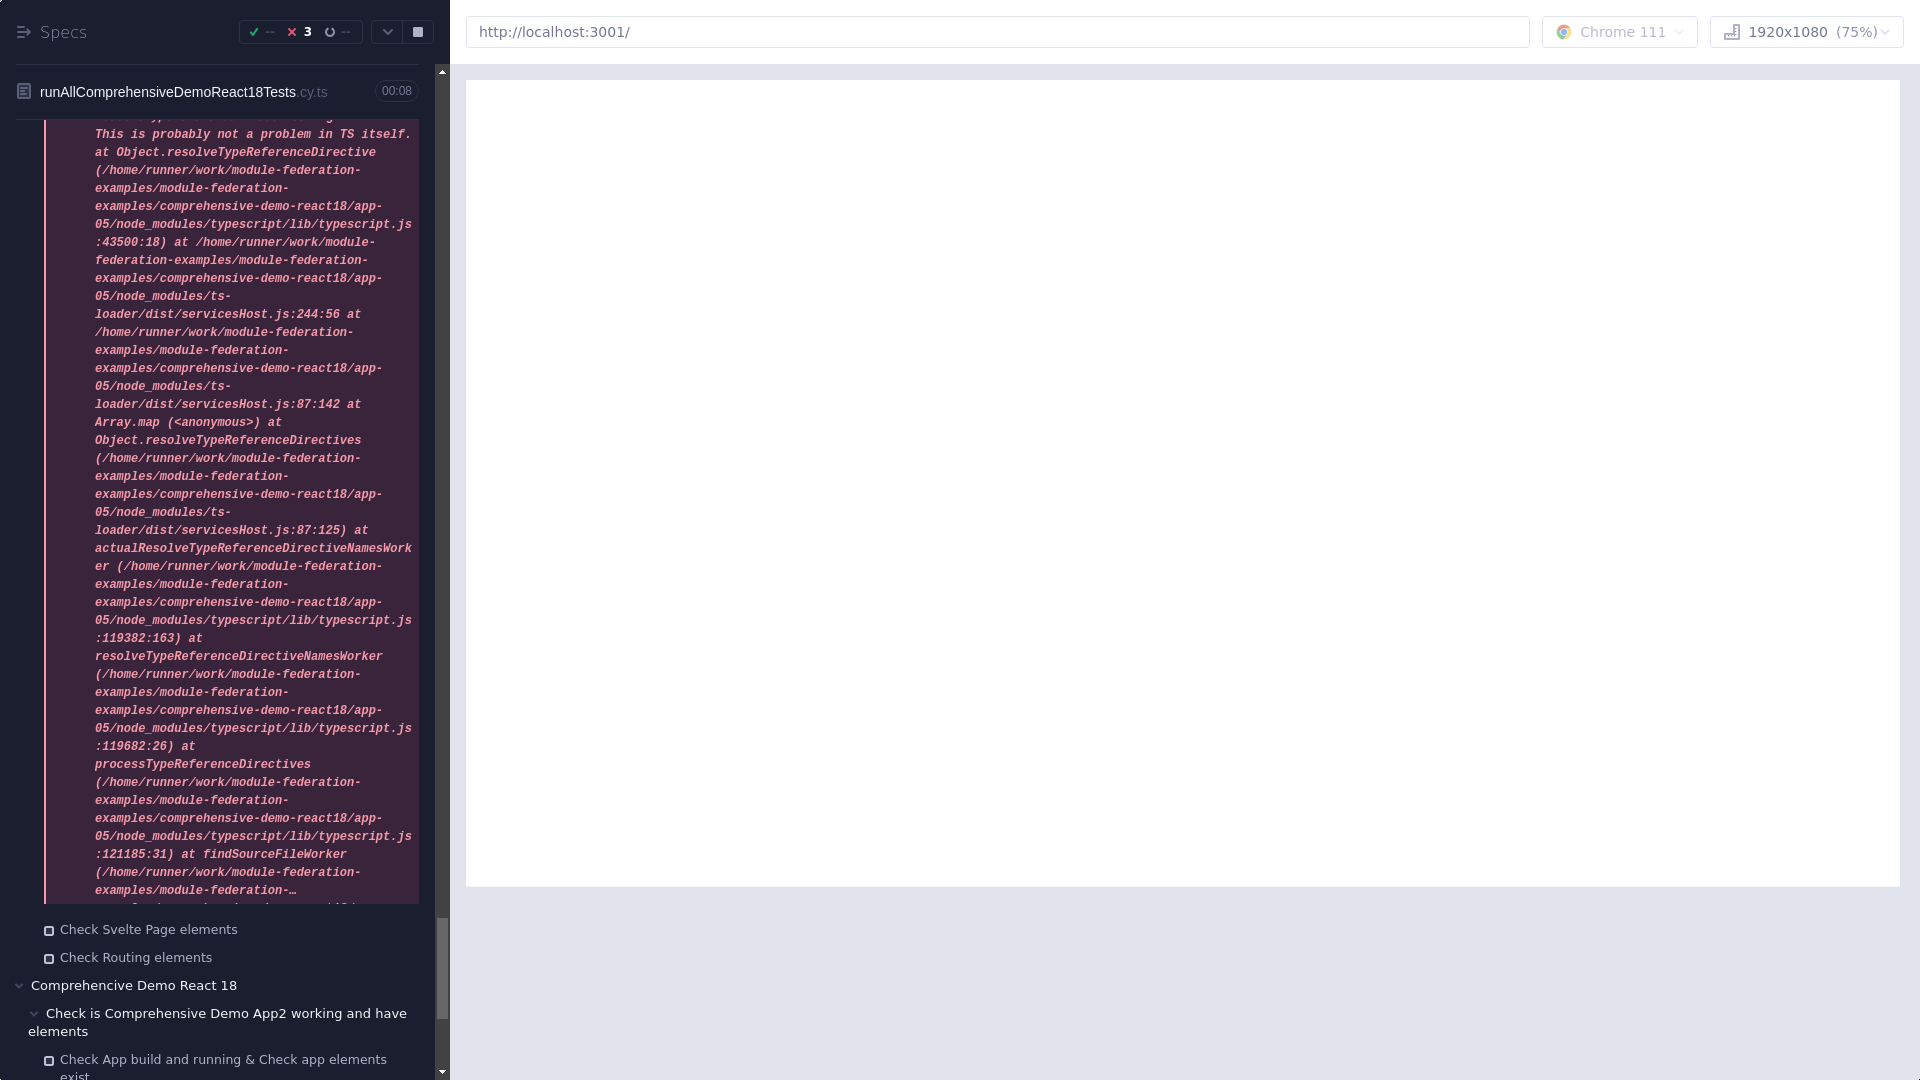 Specs
-- 3 --
runAllComprehensiveDemoReact18Tests.cy.ts 00:08
This is probably not a problem in TS itself.
at Object.resolveTypeReferenceDirective
(/home/runner/work/module-federation-
examples/module-federation-
examples/comprehensive-demo-react18/app-
05/node_modules/typescript/lib/typescript.js
:43500:18) at /home/runner/work/module-
federation-examples/module-federation-
examples/comprehensive-demo-react18/app-
05/node_modules/ts-
loader/dist/servicesHost.js:244:56 at
/home/runner/work/module-federation-
examples/module-federation-
examples/comprehensive-demo-react18/app-
05/node_modules/ts-
loader/dist/servicesHost.js:87:142 at
Array.map (<anonymous>) at
Object.resolveTypeReferenceDirectives
(/home/runner/work/module-federation-
examples/module-federation-
examples/comprehensive-demo-react18/app-
05/node_modules/ts-
loader/dist/servicesHost.js:87:125) at
actualResolveTypeReferenceDirectiveNamesWork
er (/home/runner/work/module-federation-
examples/module-federation-
examples/comprehensive-demo-react18/app-
05/node_modules/typescript/lib/typescript.js
:119382:163) at
resolveTypeReferenceDirectiveNamesWorker
(/home/runner/work/module-federation-
examples/module-federation-
examples/comprehensive-demo-react18/app-
05/node_modules/typescript/lib/typescript.js
:119682:26) at
processTypeReferenceDirectives
(/home/runner/work/module-federation-
examples/module-federation-
examples/comprehensive-demo-react18/app-
05/node_modules/typescript/lib/typescript.js
:121185:31) at findSourceFileWorker
(/home/runner/work/module-federation-
examples/module-federation-…
Check Svelte Page elements
Check Routing elements
Comprehencive Demo React 18
Check is Comprehensive Demo App2 working and have
elements
Check App build and running & Check app elements
exist
http://localhost:3001/
Chrome 111
1920x1080 (75%)